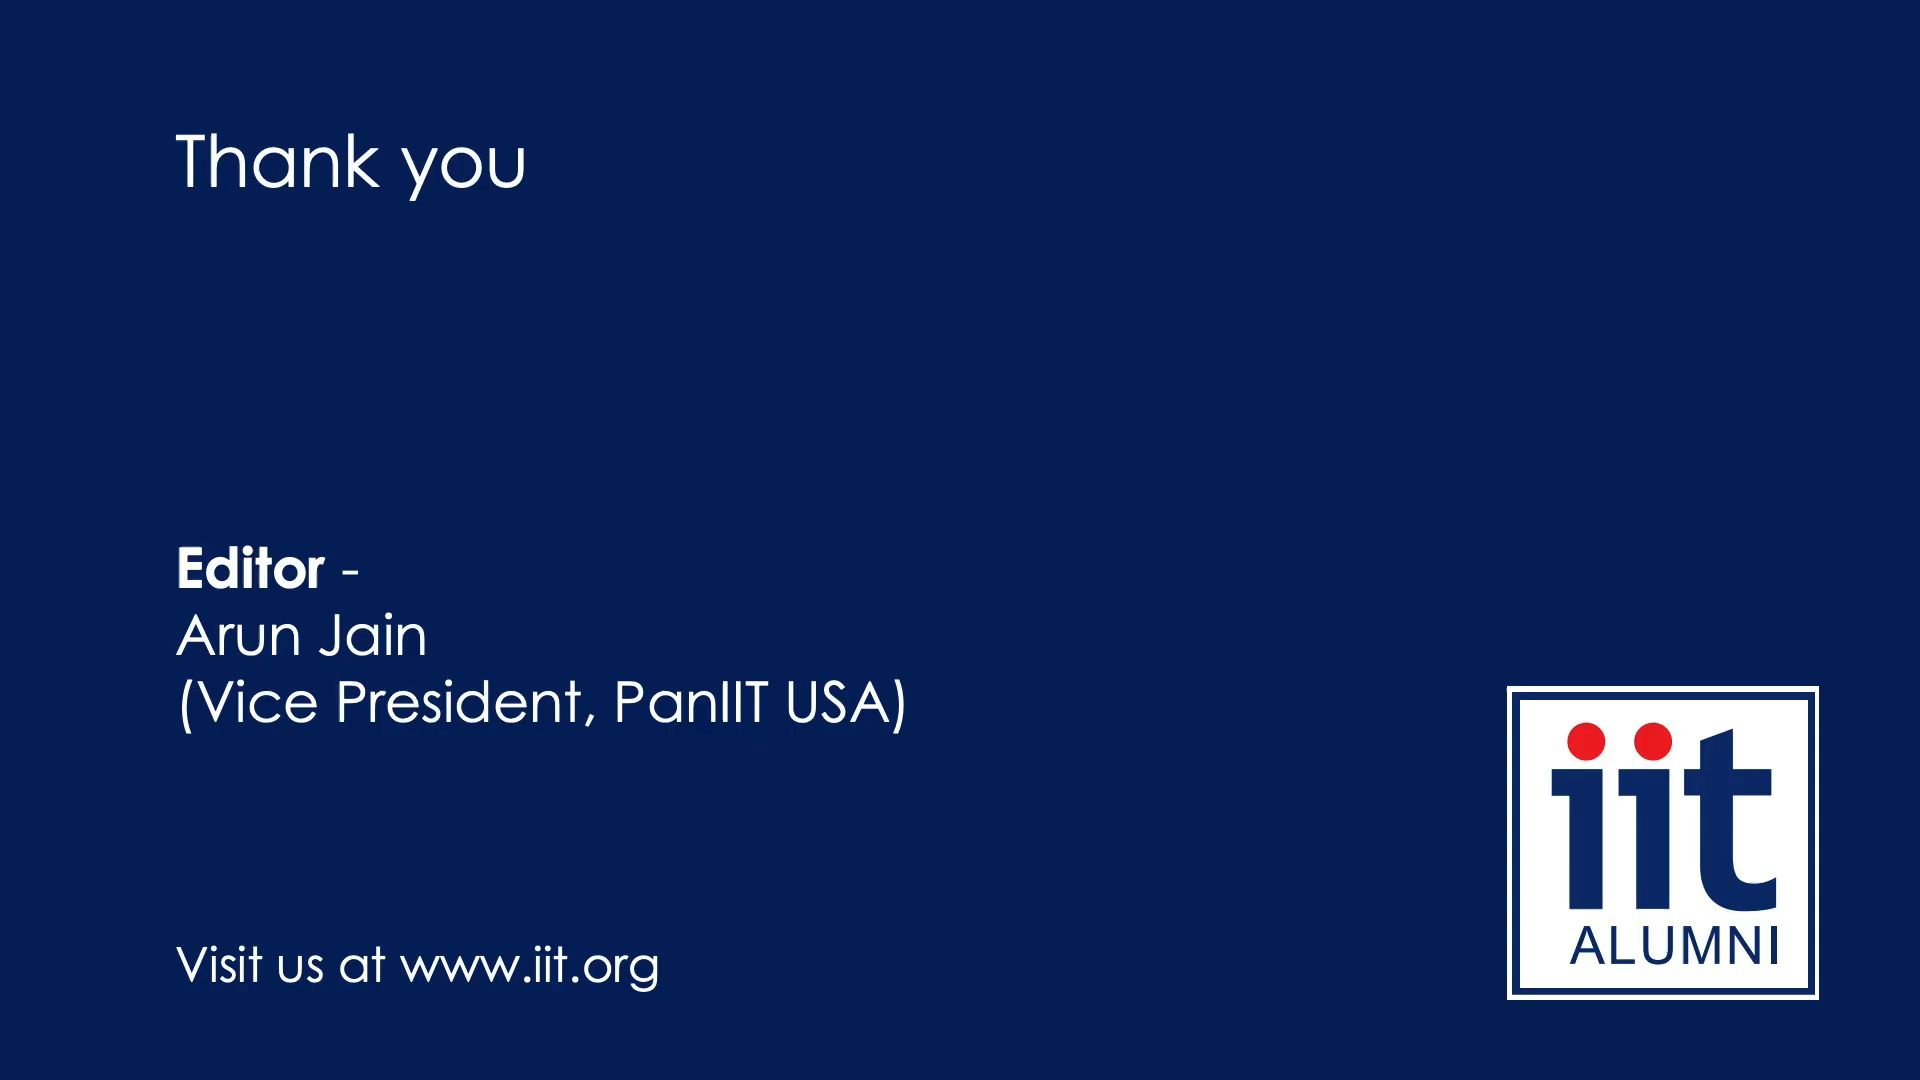 Thank you
Editor -
Arun Jain
(Vice President, PanIIT USA)
Visit us at www.iit.org
iit
ALUMNI